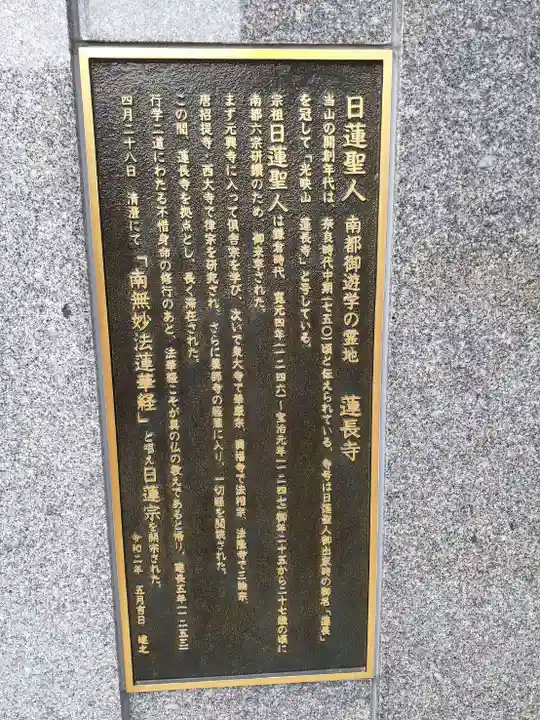 日蓮聖人 南都御遊学の霊地 蓮長寺
当山の開創年代は 奈良時代中期(七五〇)頃と伝えられている。寺号は日蓮聖人御出家時の御名「蓮長」
を冠して「光映山 蓮長寺」と号している。
宗祖日蓮聖人は鎌倉時代 寛元四年(一二四六)~宝治元年(一二四七)御年二十五から二十七歳の頃に
南都六宗研鑽のため、御来寧された。
まず元興寺に入って倶舎宗を学び、次いで東大寺で華厳宗、興福寺で法相宗、法隆寺で三論宗、
唐招提寺・西大寺で律宗を研鑽され、さらに薬師寺の経蔵に入り、一切経を閲読された。
この間、蓮長寺を拠点とし、長く滞在された。
行学二道にわたる不惜身命の修行のあと、法華経こそが真の仏の教えであると悟り、建長五年(一二五三)
四月二十八日 清澄にて「南無妙法蓮華経」と唱え日蓮宗を開宗された。
令和二年 五月吉日 建之